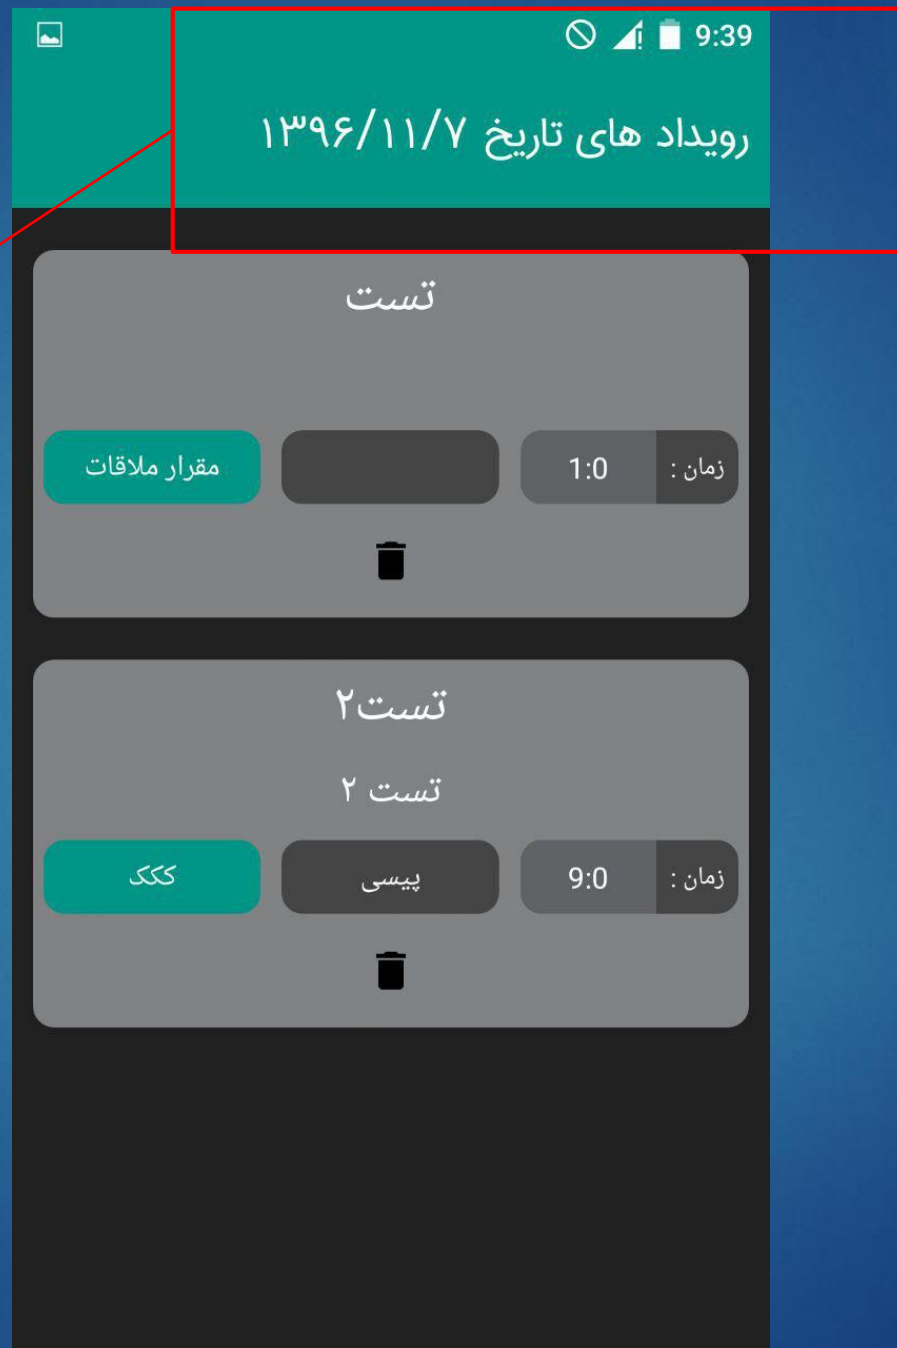 9:39
رویداد های تاریخ ۱۳۹۶/۱۱/۷
تست
زمان : 1:0
مقرار ملاقات
تست۲
تست ۲
زمان : 9:0
پیسی
ککک